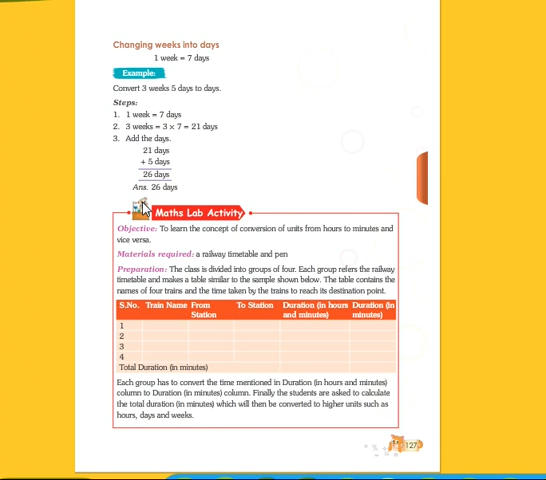 Changing weeks into days
1 week = 7 days
Example:
Convert 3 weeks 5 days to days.
Steps:
1. 1 week = 7 days
2. 3 weeks = 3 × 7 = 21 days
3. Add the days.
21 days
+ 5 days
26 days
Ans. 26 days
Maths Lab Activity
Objective: To learn the concept of conversion of units from hours to minutes and
vice versa.
Materials required: a railway timetable and pen
Preparation: The class is divided into groups of four. Each group refers the railway
timetable and makes a table similar to the sample shown below. The table contains the
names of four trains and the time taken by the trains to reach its destination point.
S.No. Train Name From To Station Duration (in hours Duration (in
Station and minutes) minutes)
1
2
3
4
Total Duration (in minutes)
Each group has to convert the time mentioned in Duration (in hours and minutes)
column to Duration (in minutes) column. Finally the students are asked to calculate
the total duration (in minutes) which will then be converted to higher units such as
hours, days and weeks.
127